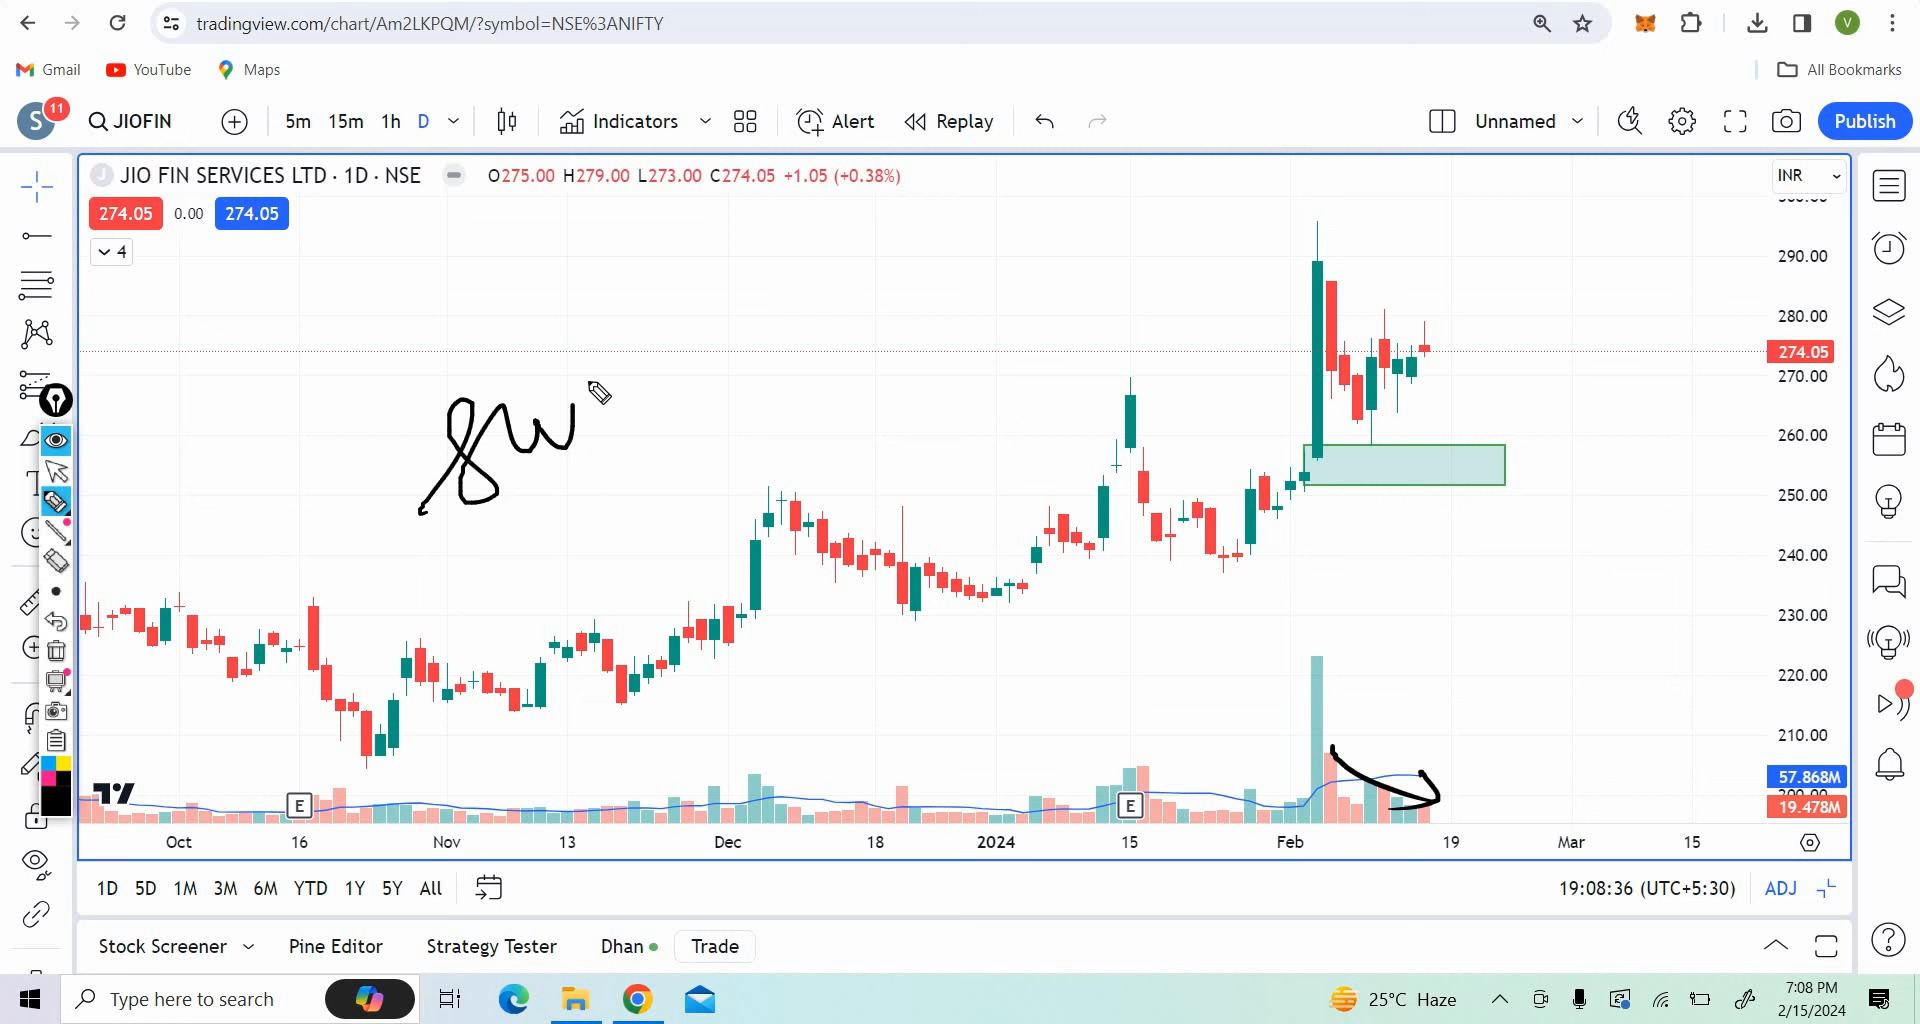 tradingview.com/chart/Am2LKPQM/?symbol=NSE%3ANIFTY
V
Gmail YouTube Maps All Bookmarks
S 11 JIOFIN 5m 15m 1h D Indicators Alert Replay Unnamed Publish
J JIO FIN SERVICES LTD · 1D · NSE O275.00 H279.00 L273.00 C274.05 +1.05 (+0.38%) INR
274.05 0.00 274.05
4
290.00
280.00
274.05
270.00
sw
260.00
250.00
240.00
230.00
220.00
210.00
57.868M
19.478M
E E
Oct 16 Nov 13 Dec 18 2024 15 Feb 19 Mar 15
1D 5D 1M 3M 6M YTD 1Y 5Y All 19:08:36 (UTC+5:30) ADJ
Stock Screener Pine Editor Strategy Tester Dhan Trade
Type here to search 25°C Haze 7:08 PM
2/15/2024